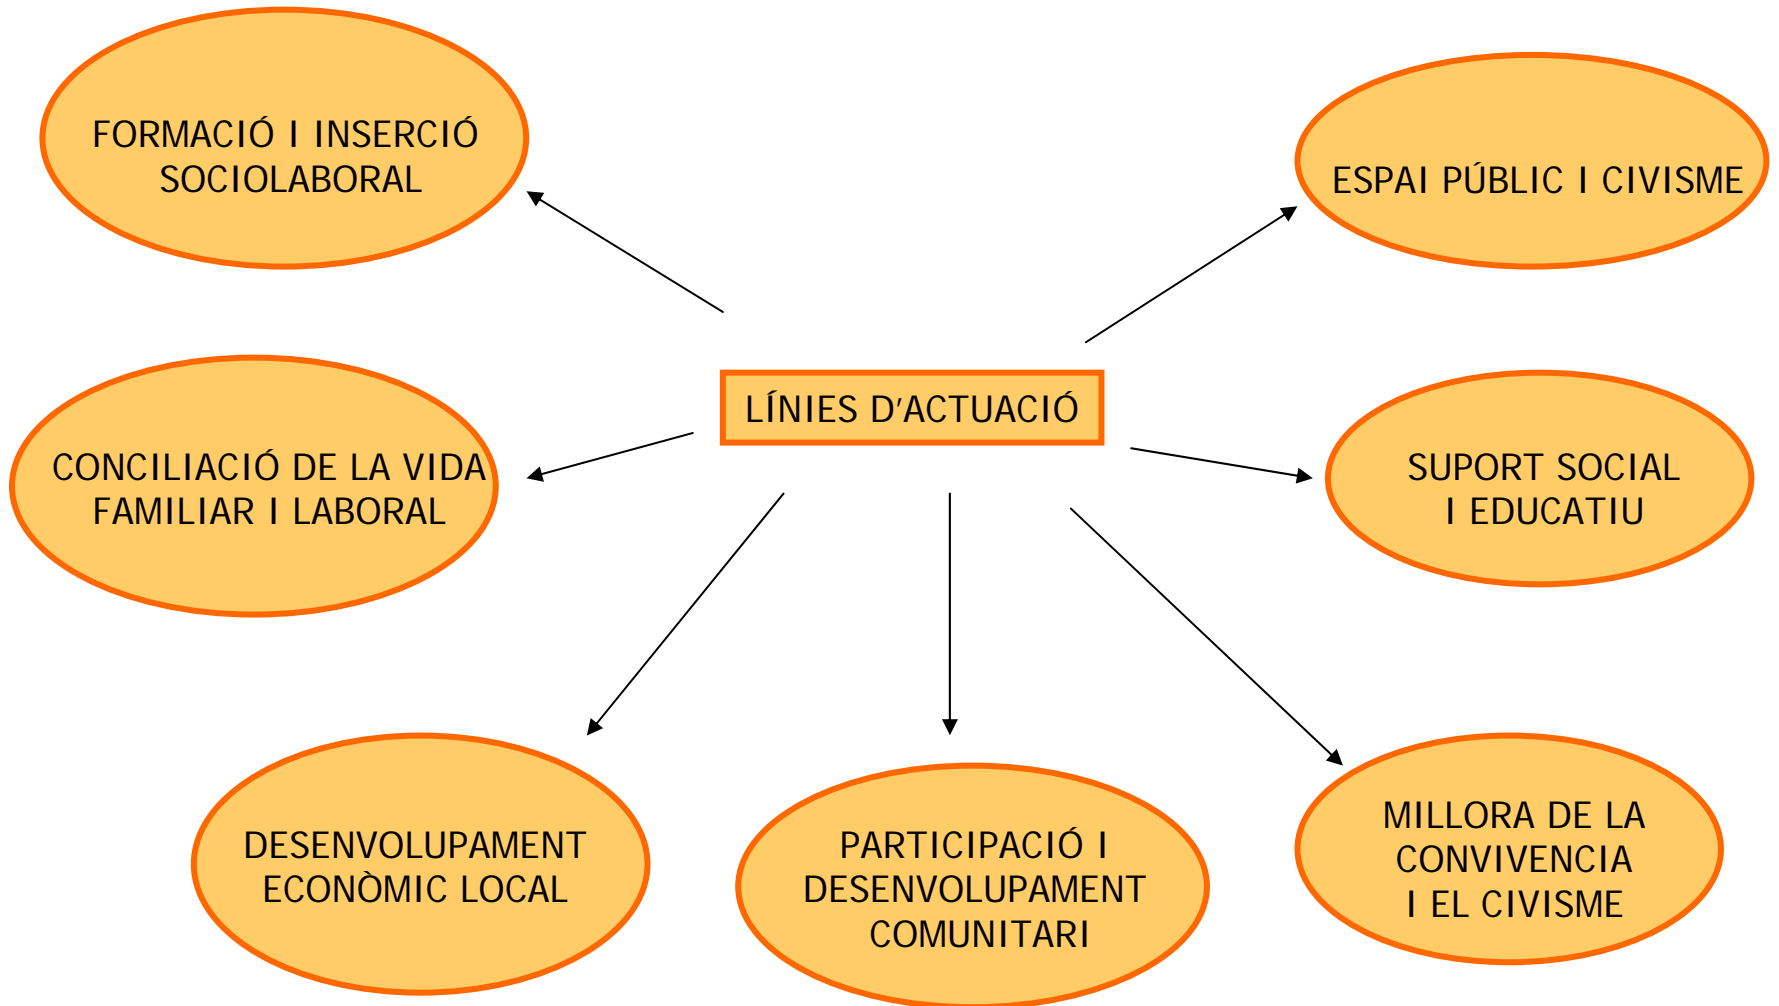 FORMACIÓ I INSERCIÓ
SOCIOLABORAL
ESPAI PÚBLIC I CIVISME
LÍNIES D'ACTUACIÓ
CONCILIACIÓ DE LA VIDA
FAMILIAR I LABORAL
SUPORT SOCIAL
I EDUCATIU
DESENVOLUPAMENT
ECONÒMIC LOCAL
PARTICIPACIÓ I
DESENVOLUPAMENT
COMUNITARI
MILLORA DE LA
CONVIVENCIA
I EL CIVISME